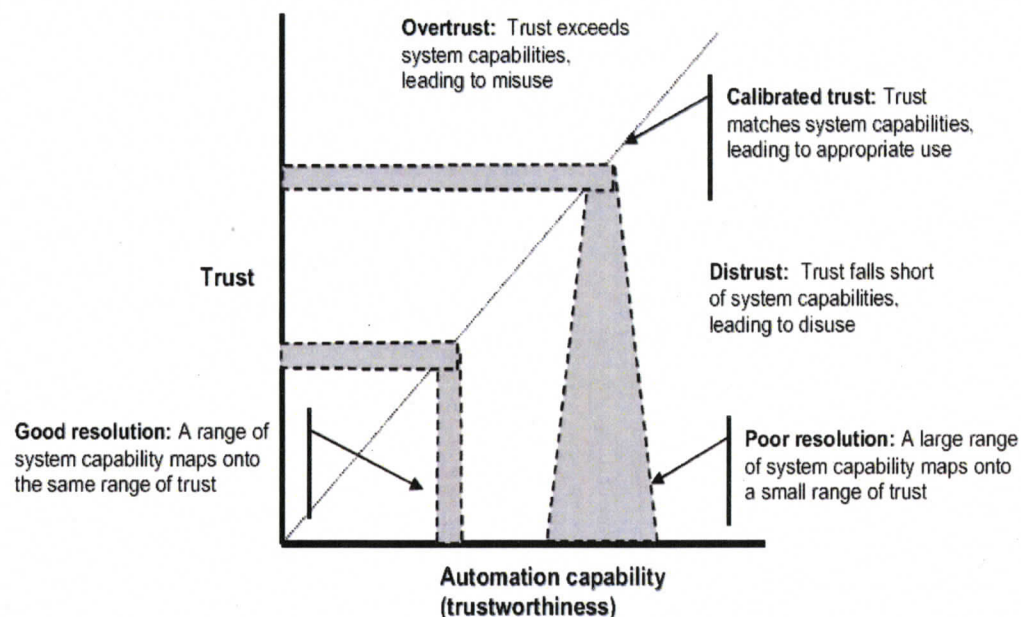 Overtrust: Trust exceeds
system capabilities,
leading to misuse
Calibrated trust: Trust
matches system capabilities,
leading to appropriate use
Trust
Distrust: Trust falls short
of system capabilities,
leading to disuse
Good resolution: A range of
system capability maps onto
the same range of trust
Poor resolution: A large range
of system capability maps onto
a small range of trust
Automation capability
(trustworthiness)